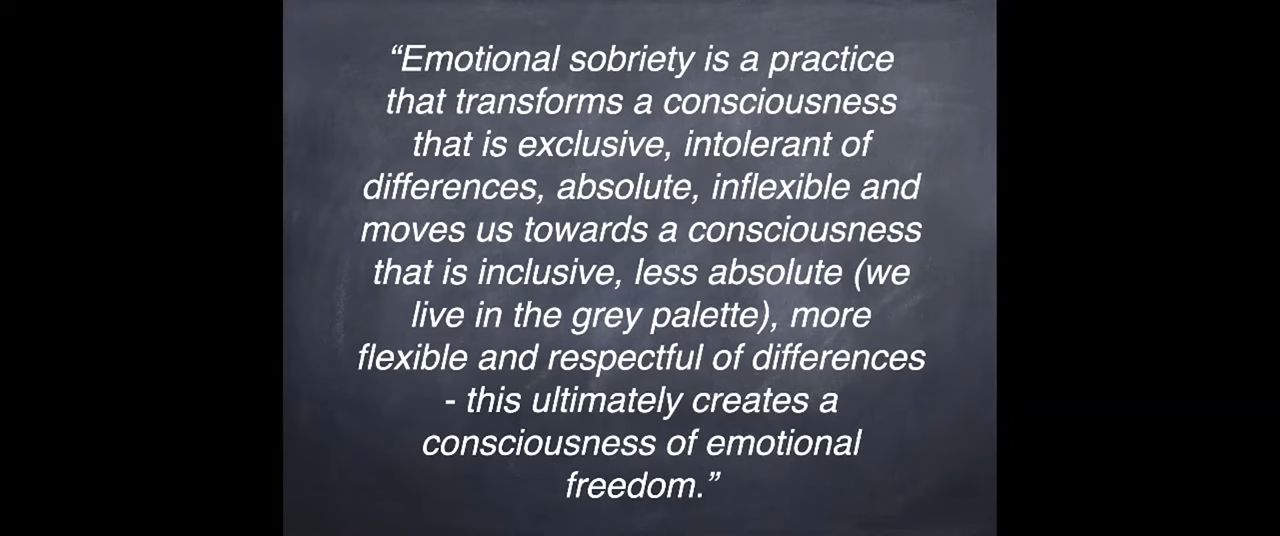 “Emotional sobriety is a practice
that transforms a consciousness
that is exclusive, intolerant of
differences, absolute, inflexible and
moves us towards a consciousness
that is inclusive, less absolute (we
live in the grey palette), more
flexible and respectful of differences
- this ultimately creates a
consciousness of emotional
freedom.”